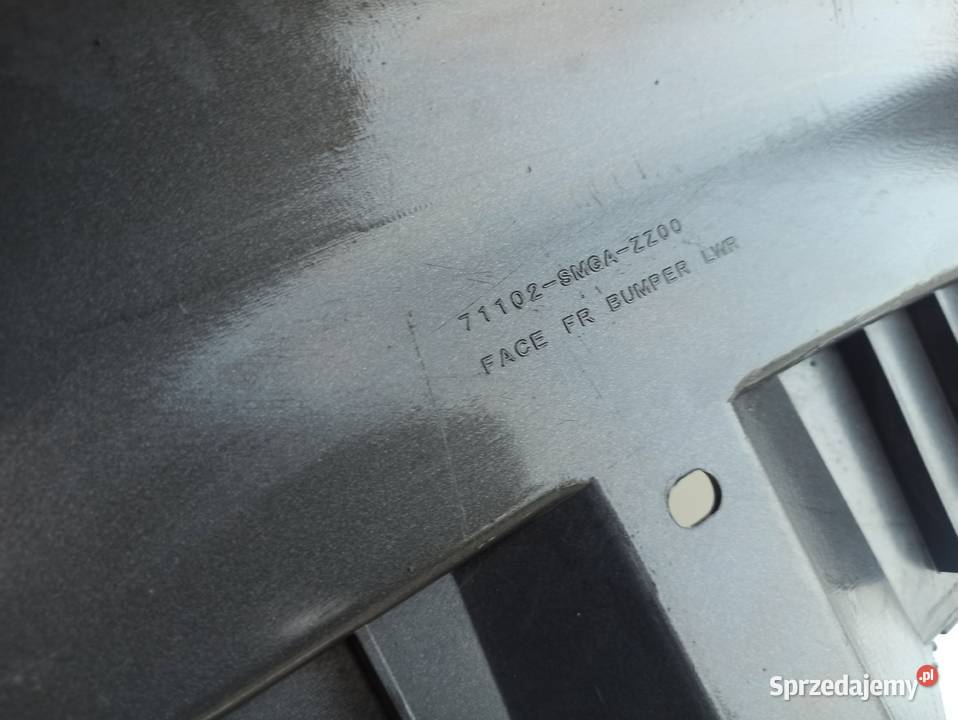 71102-SMGA-ZZ00
FACE FR BUMPER LWR
Sprzedajemy.pl